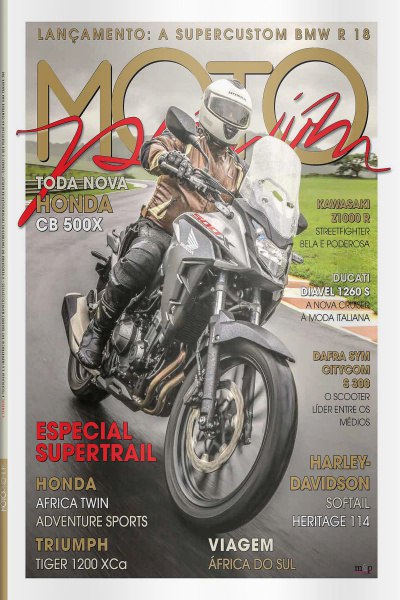 LANÇAMENTO: A SUPERCUSTOM BMW R 18
MOTO
TODA NOVA
HONDA
CB 500X
KAWASAKI
Z1000 R
STREETFIGHTER
BELA E PODEROSA
DUCATI
DIAVEL 1260 S
A NOVA CRUISER
À MODA ITALIANA
DAFRA SYM
CITYCOM
S 300
O SCOOTER
LÍDER ENTRE OS
MÉDIOS
ESPECIAL
SUPERTRAIL
HONDA
AFRICA TWIN
ADVENTURE SPORTS
TRIUMPH
TIGER 1200 XCa
VIAGEM
ÁFRICA DO SUL
HARLEY-
DAVIDSON
SOFTAIL
HERITAGE 114